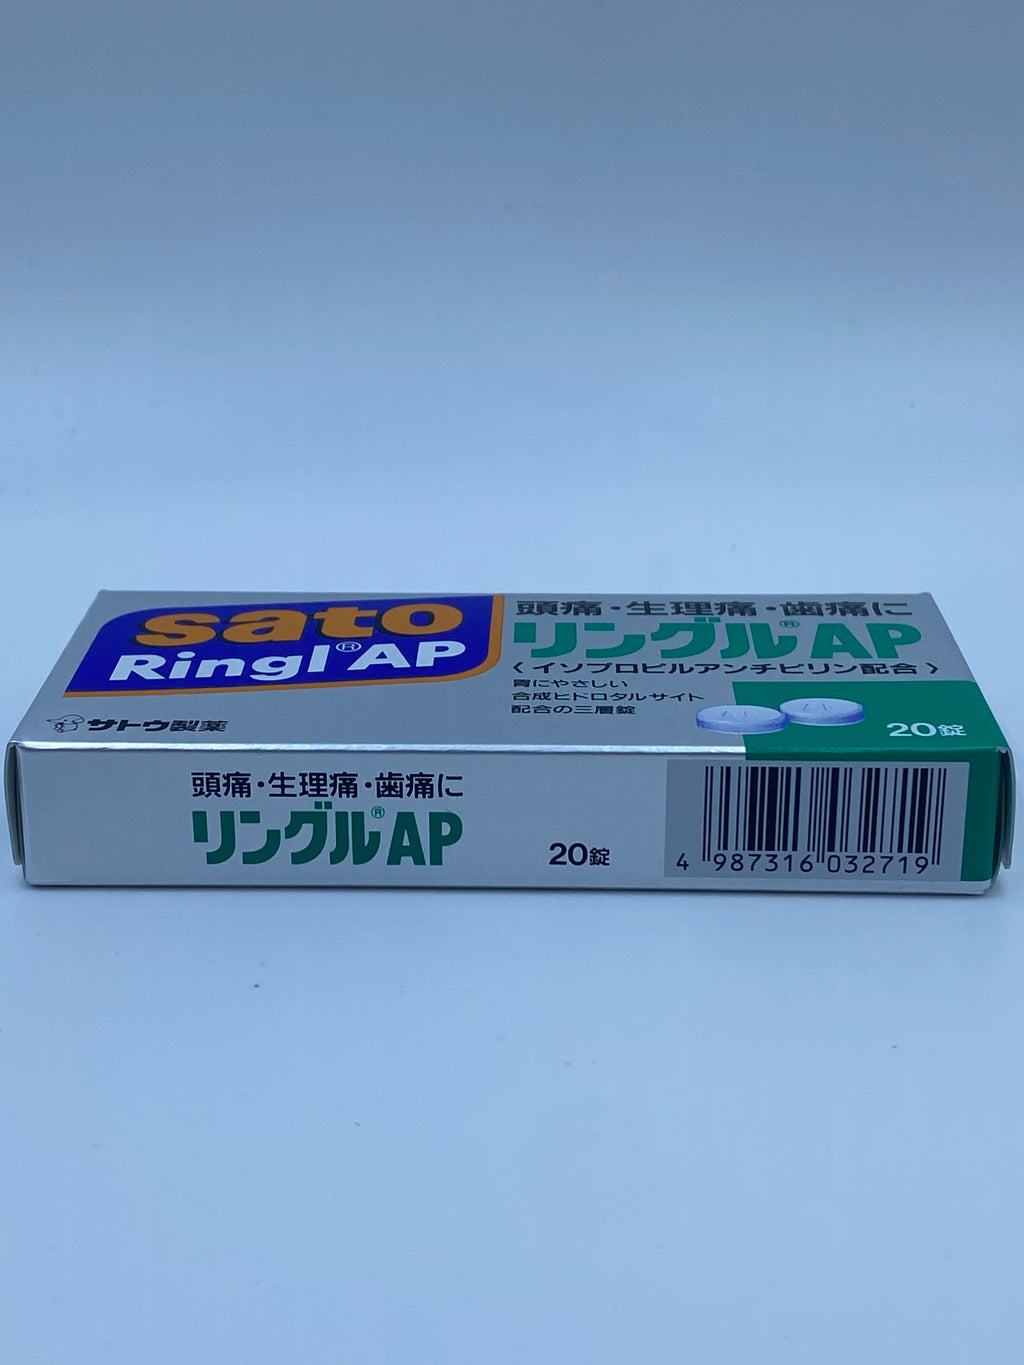 sato
Ringl® AP
サトウ製薬
頭痛・生理痛・歯痛に
リングル®AP
〈イソプロピルアンチピリン配合〉
胃にやさしい
合成ヒドロタルサイト
配合の三層錠
20錠
頭痛・生理痛・歯痛に
リングル®AP
20錠
4 987316 032719